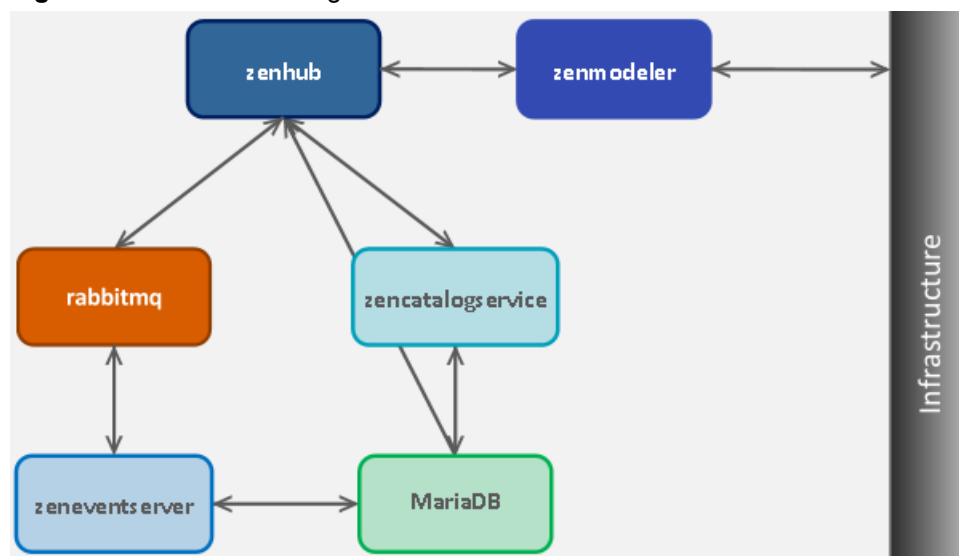 zenhub
zenmodeler
rabbitmq
zencatalogservice
zeneventserver
MariaDB
Infrastructure